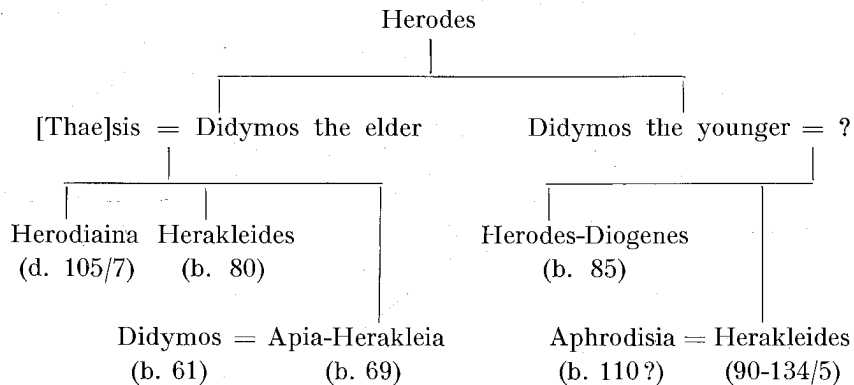 Herodes
[Thae]sis = Didymos the elder Didymos the younger = ?
Herodiaina Herakleides Herodes-Diogenes
(d. 105/7) (b. 80) (b. 85)
Didymos = Apia-Herakleia Aphrodisia = Herakleides
(b. 61) (b. 69) (b. 110?) (90-134/5)